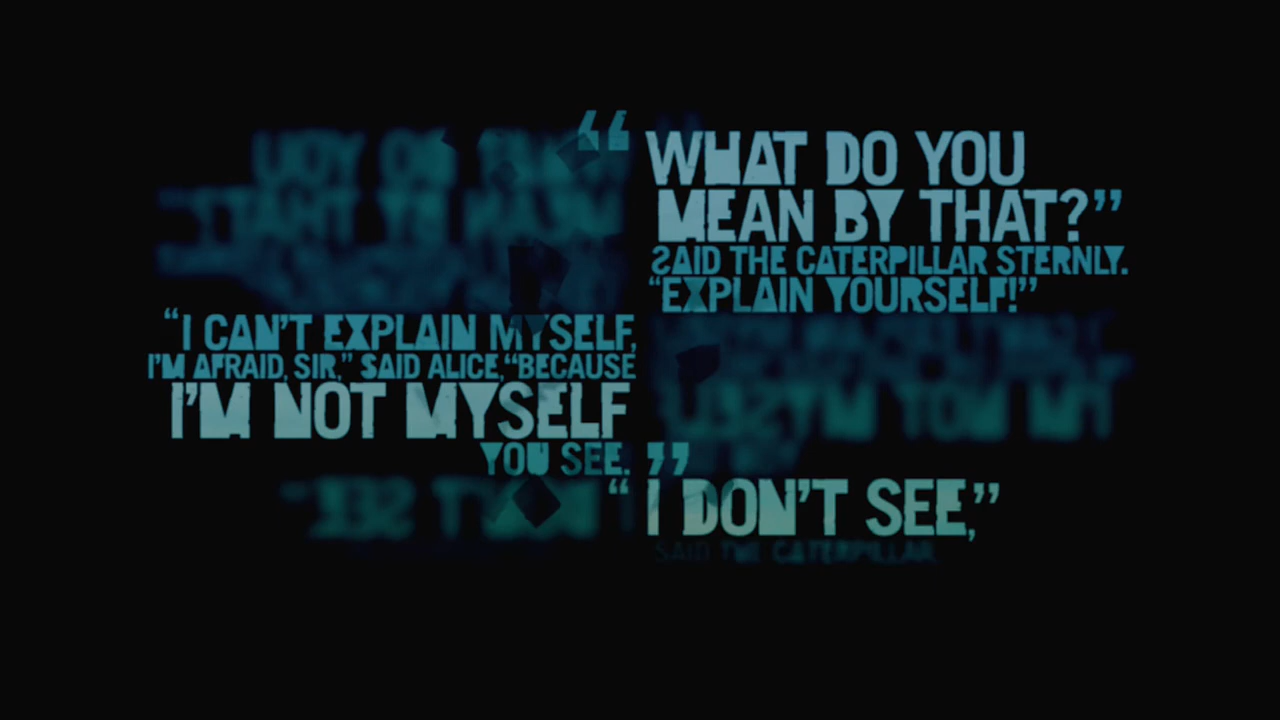 “WHAT DO YOU
MEAN BY THAT?”
SAID THE CATERPILLAR STERNLY.
“EXPLAIN YOURSELF!”
“I CAN'T EXPLAIN MYSELF,
I'M AFRAID, SIR,” SAID ALICE, “BECAUSE
I'M NOT MYSELF
YOU SEE.”
“I DON'T SEE,”
SAID THE CATERPILLAR.